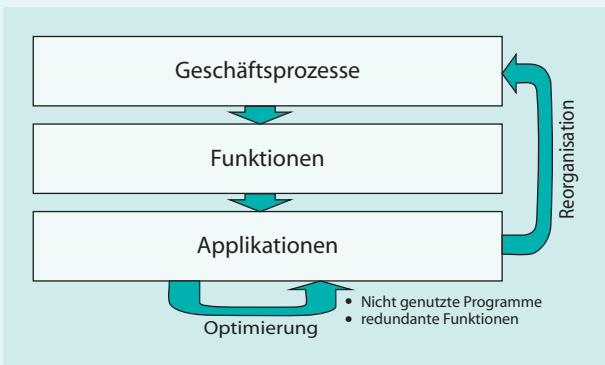 Geschäftsprozesse
Funktionen
Applikationen
Reorganisation
Optimierung
• Nicht genutzte Programme
• redundante Funktionen